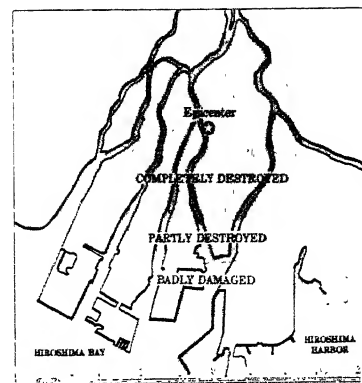 Epicenter
COMPLETELY DESTROYED
PARTLY DESTROYED
BADLY DAMAGED
HIROSHIMA BAY
HIROSHIMA
HARBOR